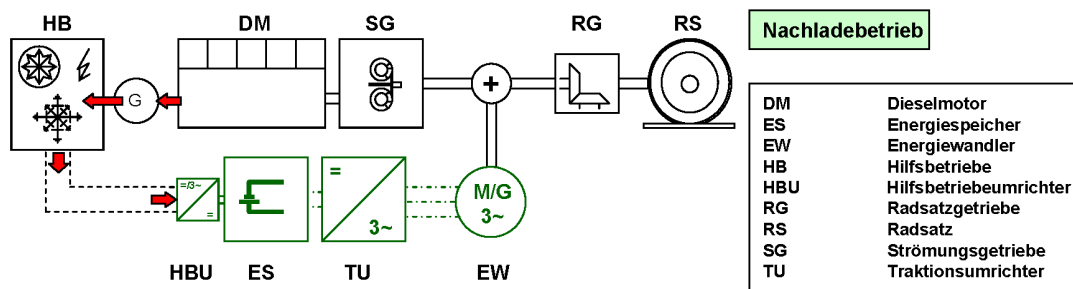 HB DM SG RG RS
Nachladebetrieb
G
+
=/3~
=
=
3~
M/G
3~
HBU ES TU EW
DM Dieselmotor
ES Energiespeicher
EW Energiewandler
HB Hilfsbetriebe
HBU Hilfsbetriebeumrichter
RG Radsatzgetriebe
RS Radsatz
SG Strömungsgetriebe
TU Traktionsumrichter